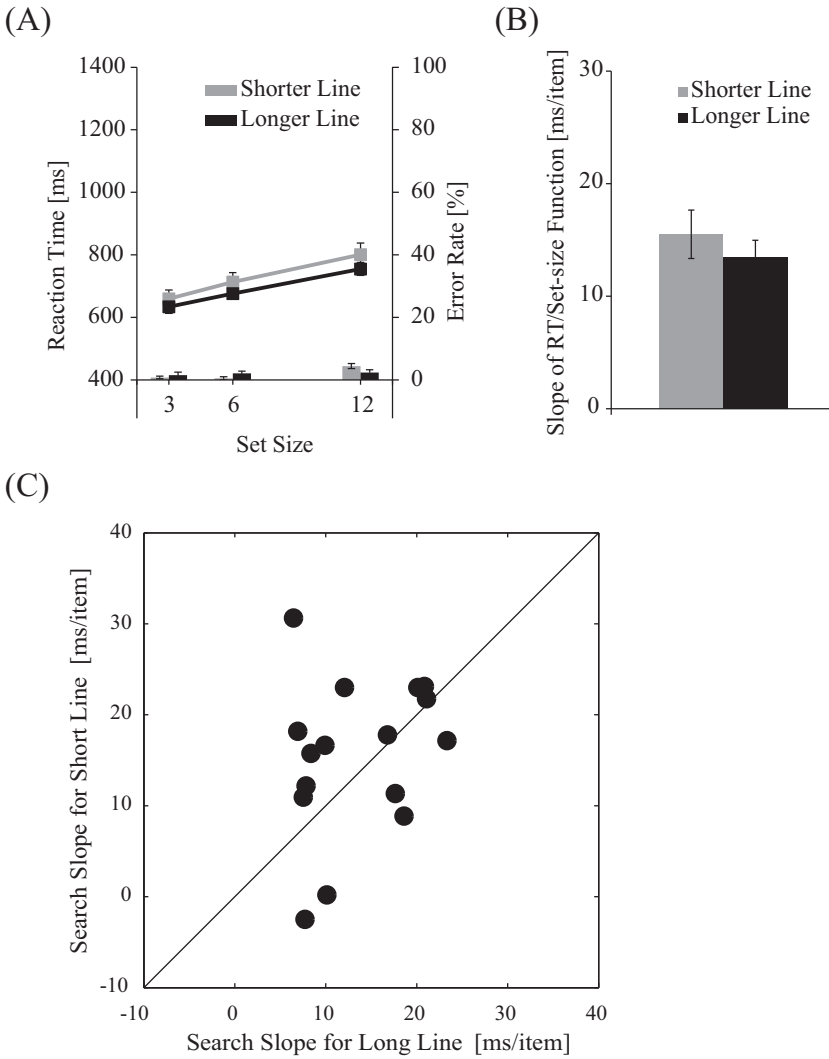 (A)
Reaction Time [ms]
1400
1200
1000
800
600
400
Shorter Line
Longer Line
100
80
60
40
20
0
Error Rate [%]
3 6 12
Set Size
(B)
Slope of RT/Set-size Function [ms/item]
30
20
10
0
Shorter Line
Longer Line
(C)
Search Slope for Short Line [ms/item]
40
30
20
10
0
-10
-10 0 10 20 30 40
Search Slope for Long Line [ms/item]